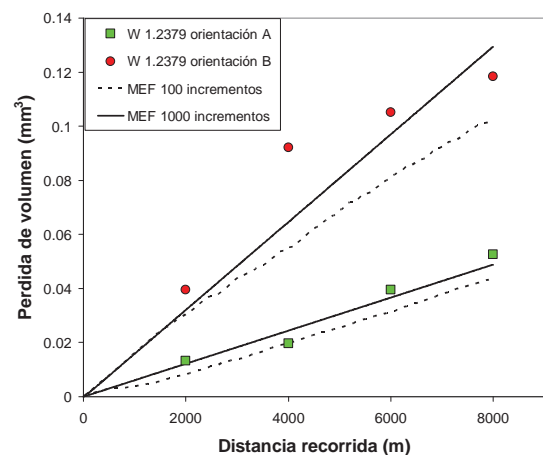 W 1.2379 orientación A
W 1.2379 orientación B
MEF 100 incrementos
MEF 1000 incrementos
Perdida de volumen (mm³)
0.14
0.12
0.1
0.08
0.06
0.04
0.02
0
0 2000 4000 6000 8000
Distancia recorrida (m)